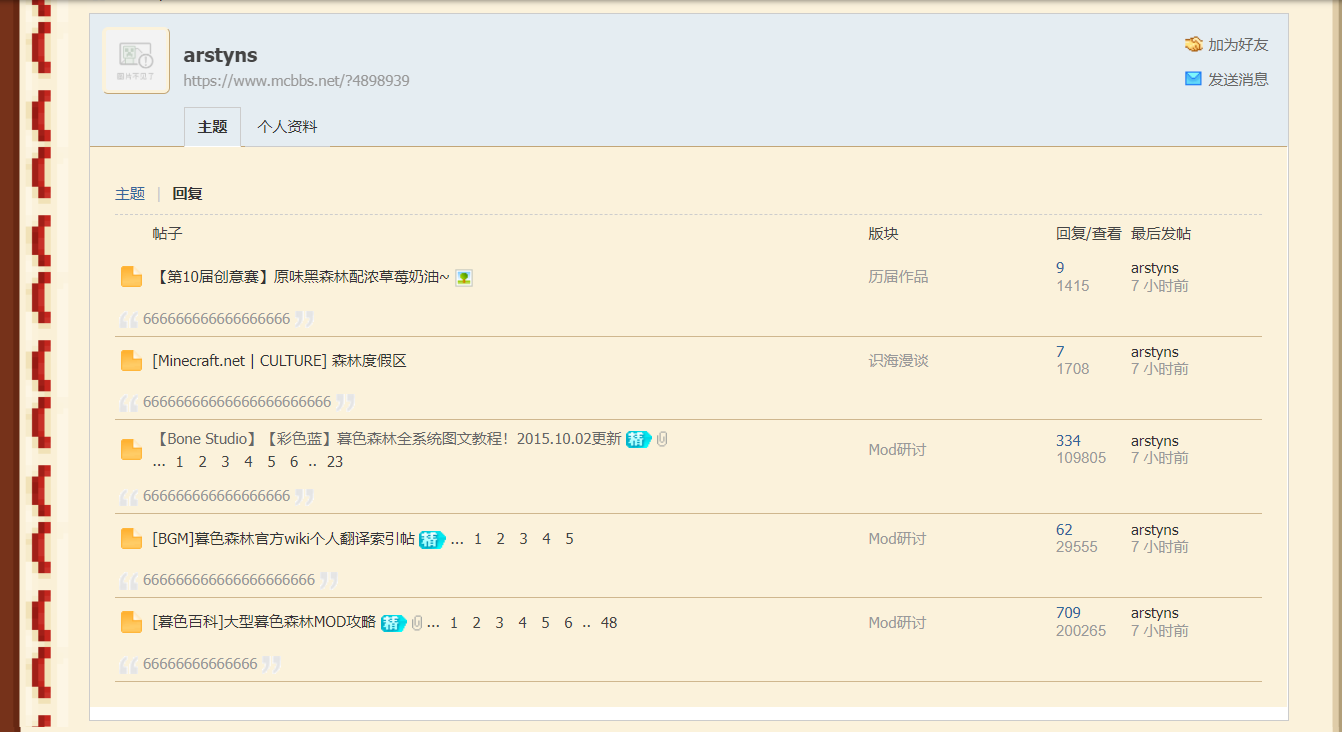 图片不见了
arstyns
https://www.mcbbs.net/?4898939
加为好友
发送消息
主题 个人资料
主题 | 回复
帖子 版块 回复/查看 最后发帖
【第10届创意赛】原味黑森林配浓草莓奶油~ 历届作品 9 arstyns
1415 7 小时前
666666666666666666
[Minecraft.net | CULTURE] 森林度假区 识海漫谈 7 arstyns
1708 7 小时前
66666666666666666666666
【Bone Studio】【彩色蓝】暮色森林全系统图文教程！2015.10.02更新 精
... 1 2 3 4 5 6 .. 23 Mod研讨 334 arstyns
109805 7 小时前
666666666666666666
[BGM]暮色森林官方wiki个人翻译索引帖 精 ... 1 2 3 4 5 Mod研讨 62 arstyns
29555 7 小时前
666666666666666666666
[暮色百科]大型暮色森林MOD攻略 精 ... 1 2 3 4 5 6 .. 48 Mod研讨 709 arstyns
200265 7 小时前
66666666666666